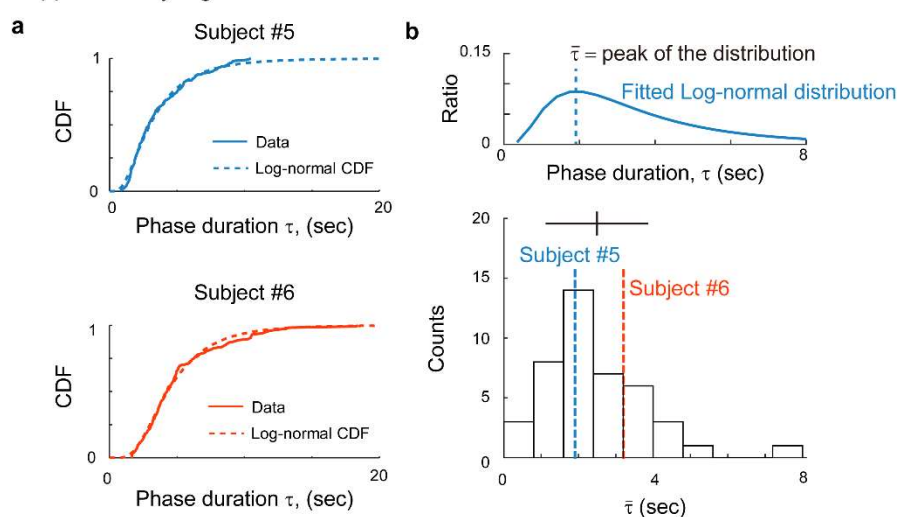 a
Subject #5
1
CDF
Data
Log-normal CDF
0
0
20
Phase duration τ, (sec)
Subject #6
1
CDF
Data
Log-normal CDF
0
0
20
Phase duration τ, (sec)
b
0.15
τ̄ = peak of the distribution
Ratio
Fitted Log-normal distribution
0
0
8
Phase duration, τ (sec)
20
Subject #5
15
Subject #6
Counts
10
5
0
0
4
8
τ̄ (sec)